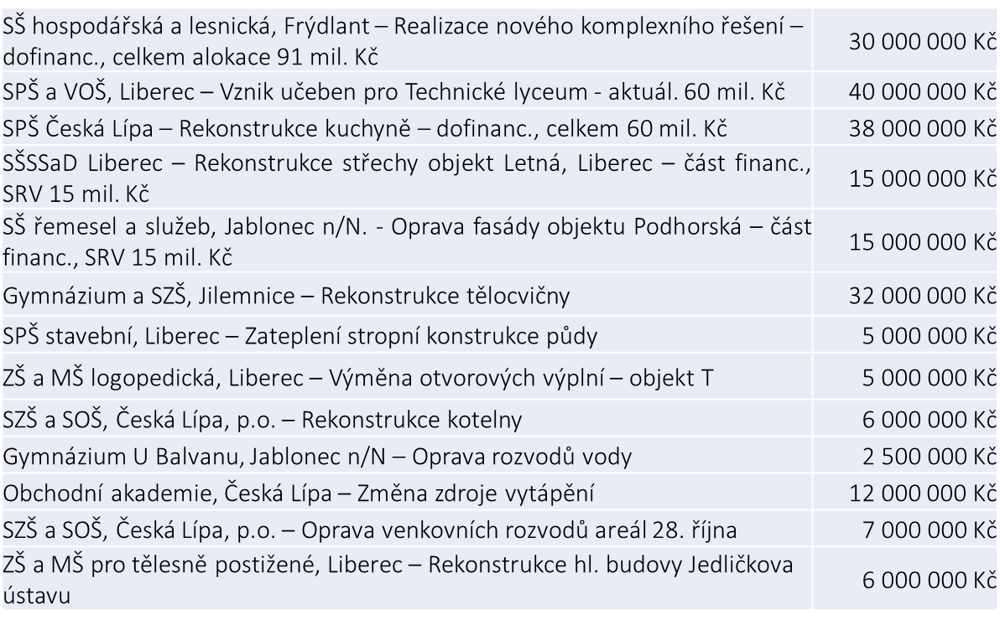 SŠ hospodářská a lesnická, Frýdlant – Realizace nového komplexního řešení –
dofinanc., celkem alokace 91 mil. Kč
30 000 000 Kč
SPŠ a VOŠ, Liberec – Vznik učeben pro Technické lyceum - aktuál. 60 mil. Kč
40 000 000 Kč
SPŠ Česká Lípa – Rekonstrukce kuchyně – dofinanc., celkem 60 mil. Kč
38 000 000 Kč
SŠSSaD Liberec – Rekonstrukce střechy objekt Letná, Liberec – část financ.,
SRV 15 mil. Kč
15 000 000 Kč
SŠ řemesel a služeb, Jablonec n/N. - Oprava fasády objektu Podhorská – část
financ., SRV 15 mil. Kč
15 000 000 Kč
Gymnázium a SZŠ, Jilemnice – Rekonstrukce tělocvičny
32 000 000 Kč
SPŠ stavební, Liberec – Zateplení stropní konstrukce půdy
5 000 000 Kč
ZŠ a MŠ logopedická, Liberec – Výměna otvorových výplní – objekt T
5 000 000 Kč
SZŠ a SOŠ, Česká Lípa, p.o. – Rekonstrukce kotelny
6 000 000 Kč
Gymnázium U Balvanu, Jablonec n/N – Oprava rozvodů vody
2 500 000 Kč
Obchodní akademie, Česká Lípa – Změna zdroje vytápění
12 000 000 Kč
SZŠ a SOŠ, Česká Lípa, p.o. – Oprava venkovních rozvodů areál 28. října
7 000 000 Kč
ZŠ a MŠ pro tělesně postižené, Liberec – Rekonstrukce hl. budovy Jedličkova
ústavu
6 000 000 Kč